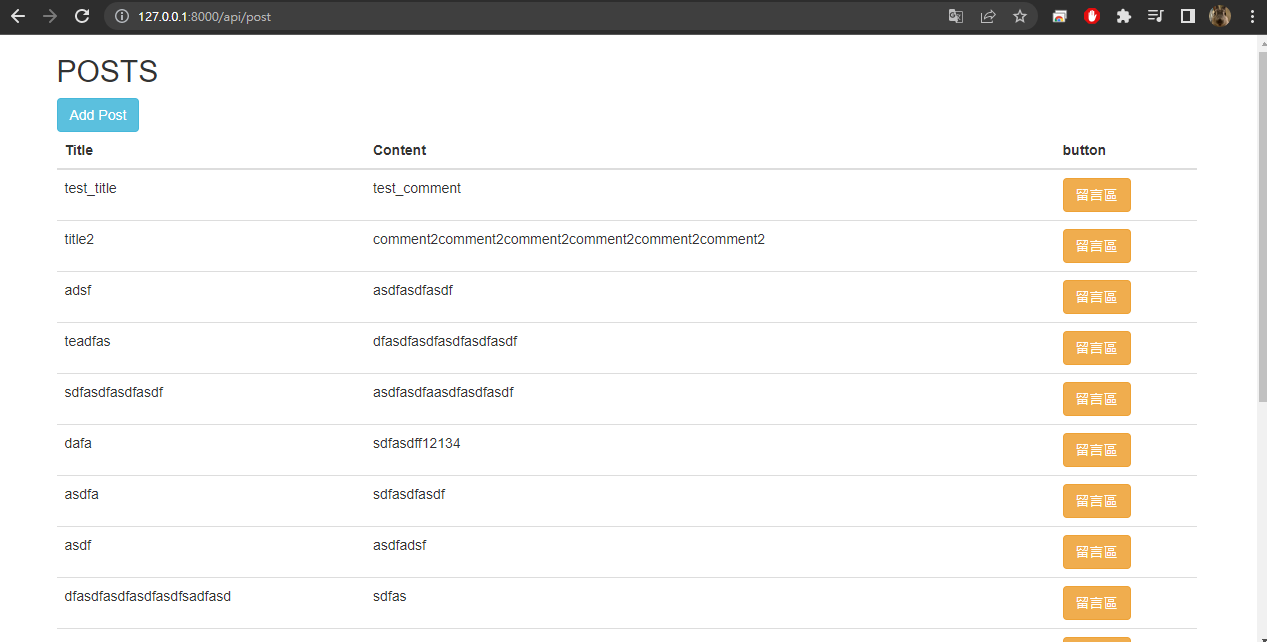 127.0.0.1:8000/api/post
POSTS
Add Post
Title Content button
test_title test_comment 留言區
title2 comment2comment2comment2comment2comment2comment2 留言區
adsf asdfasdfasdf 留言區
teadfas dfasdfasdfasdfasdfasdf 留言區
sdfasdfasdfasdf asdfasdfaasdfasdfasdf 留言區
dafa sdfasdff12134 留言區
asdfa sdfasdfasdf 留言區
asdf asdfadsf 留言區
dfasdfasdfasdfasdfsadfasd sdfas 留言區